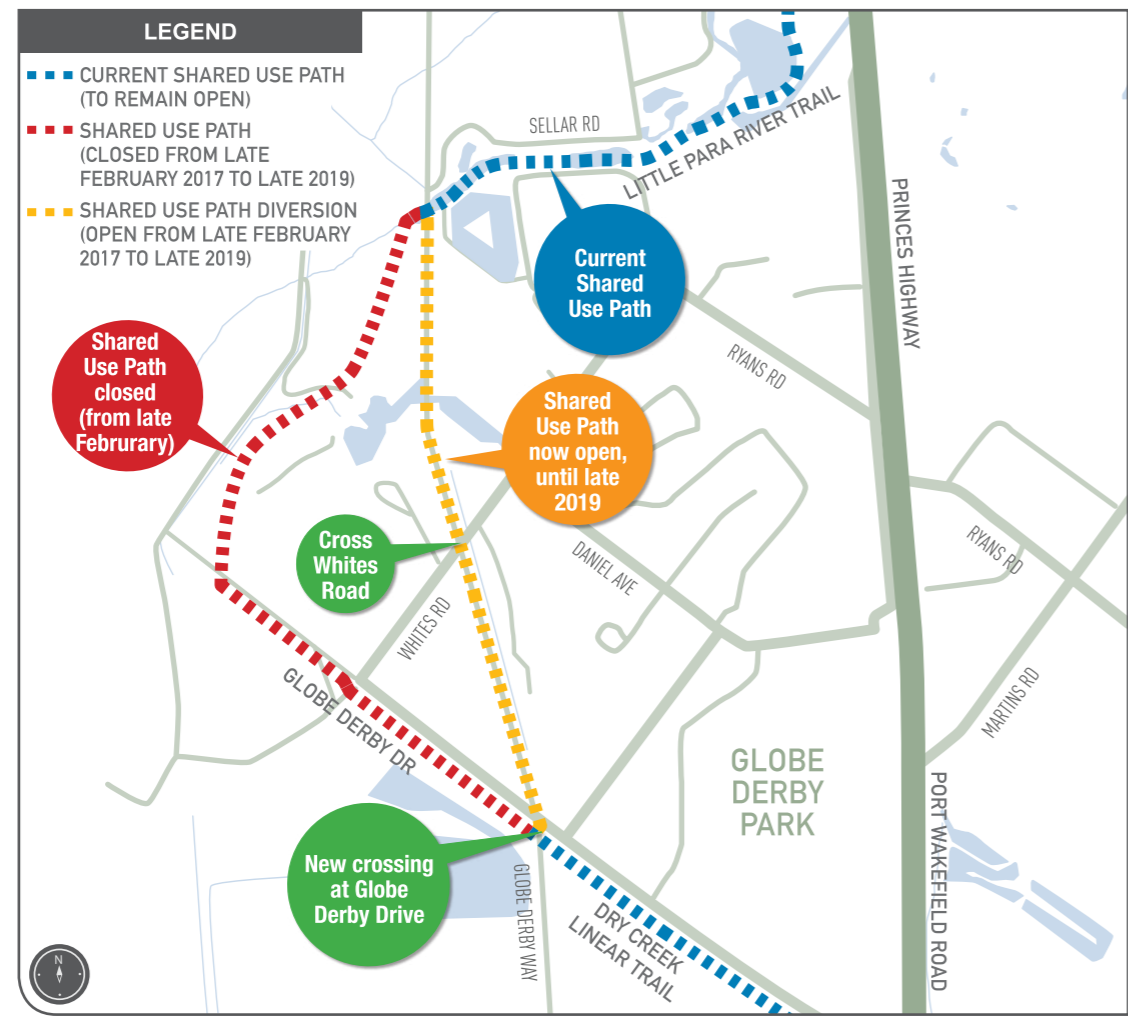 LEGEND
CURRENT SHARED USE PATH
(TO REMAIN OPEN)
SHARED USE PATH
(CLOSED FROM LATE
FEBRUARY 2017 TO LATE 2019)
SHARED USE PATH DIVERSION
(OPEN FROM LATE FEBRUARY
2017 TO LATE 2019)
SELLAR RD
LITTLE PARA RIVER TRAIL
PRINCES HIGHWAY
Current
Shared
Use Path
RYANS RD
Shared
Use Path
closed
(from late
Februrary)
Shared
Use Path
now open,
until late
2019
Cross
Whites
Road
DANIEL AVE
RYANS RD
WHITES RD
GLOBE DERBY DR
MARTINS RD
GLOBE
DERBY
PARK
PORT WAKEFIELD ROAD
New crossing
at Globe
Derby Drive
GLOBE DERBY WAY
DRY CREEK
LINEAR TRAIL
N